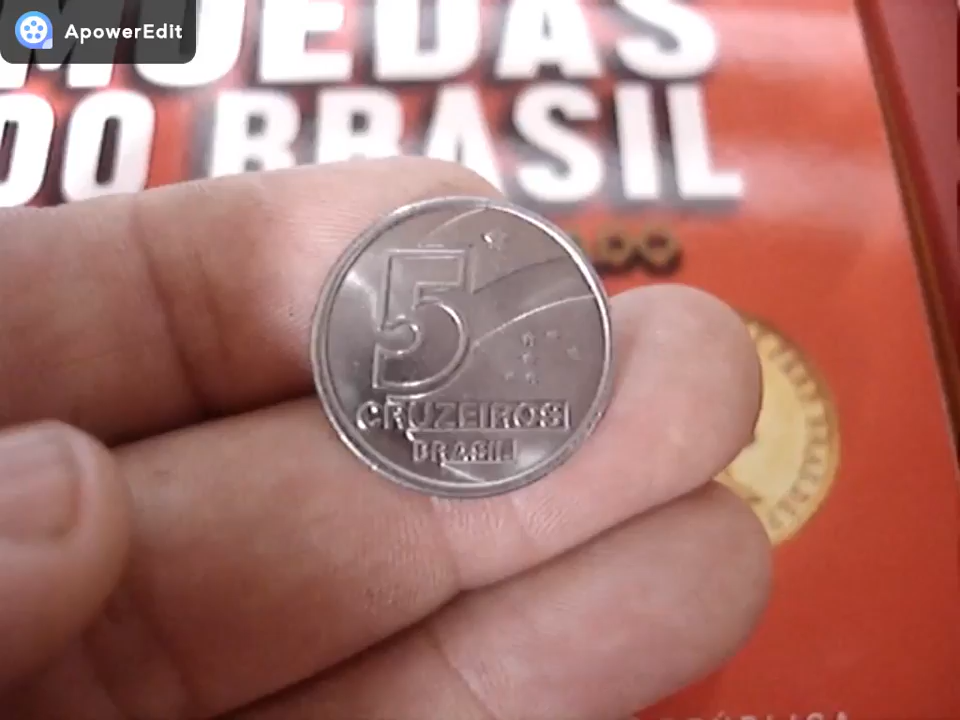 ApowerEdit
MOEDAS
DO BRASIL
5
CRUZEIROS
BRASIL